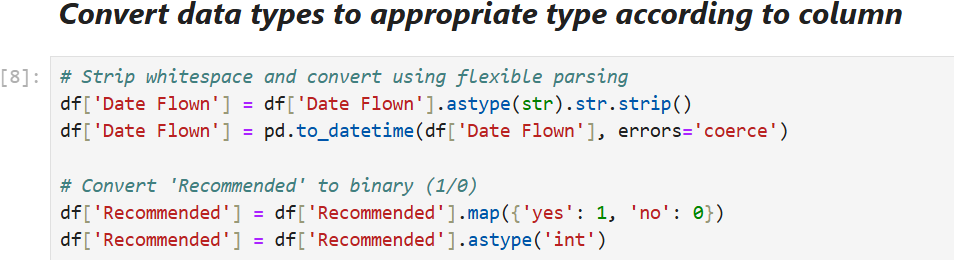 Convert data types to appropriate type according to column
[8]:
# Strip whitespace and convert using flexible parsing
df['Date Flown'] = df['Date Flown'].astype(str).str.strip()
df['Date Flown'] = pd.to_datetime(df['Date Flown'], errors='coerce')
# Convert 'Recommended' to binary (1/0)
df['Recommended'] = df['Recommended'].map({'yes': 1, 'no': 0})
df['Recommended'] = df['Recommended'].astype('int')